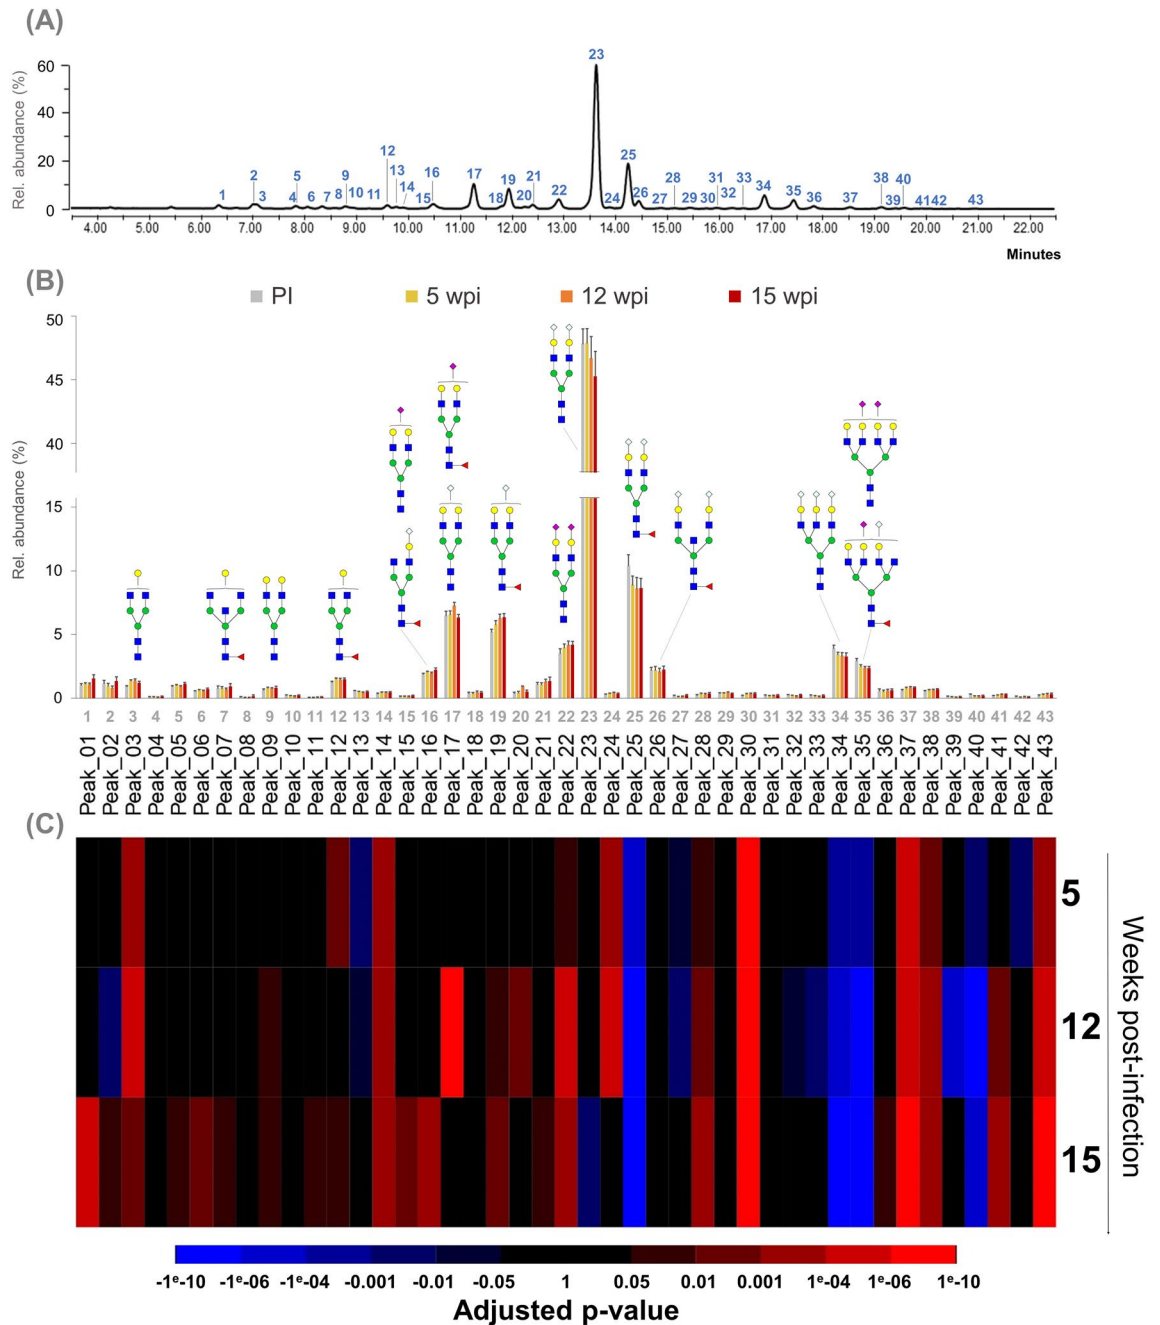 (A)
Rel. abundance (%)
60
40
20
0
1 2 3 4 5 6 7 8 9 10 11 12 13 14 15 16 17 18 19 20 21 22 23 24 25 26 27 28 29 30 31 32 33 34 35 36 37 38 39 40 41 42 43
4.00 5.00 6.00 7.00 8.00 9.00 10.00 11.00 12.00 13.00 14.00 15.00 16.00 17.00 18.00 19.00 20.00 21.00 22.00
Minutes
(B)
PI 5 wpi 12 wpi 15 wpi
Rel. abundance (%)
50
45
40
15
10
5
0
1 2 3 4 5 6 7 8 9 10 11 12 13 14 15 16 17 18 19 20 21 22 23 24 25 26 27 28 29 30 31 32 33 34 35 36 37 38 39 40 41 42 43
Peak_01
Peak_02
Peak_03
Peak_04
Peak_05
Peak_06
Peak_07
Peak_08
Peak_09
Peak_10
Peak_11
Peak_12
Peak_13
Peak_14
Peak_15
Peak_16
Peak_17
Peak_18
Peak_19
Peak_20
Peak_21
Peak_22
Peak_23
Peak_24
Peak_25
Peak_26
Peak_27
Peak_28
Peak_29
Peak_30
Peak_31
Peak_32
Peak_33
Peak_34
Peak_35
Peak_36
Peak_37
Peak_38
Peak_39
Peak_40
Peak_41
Peak_42
Peak_43
(C)
5
12
15
Weeks post-infection
-1e-10 -1e-06 -1e-04 -0.001 -0.01 -0.05 1 0.05 0.01 0.001 1e-04 1e-06 1e-10
Adjusted p-value